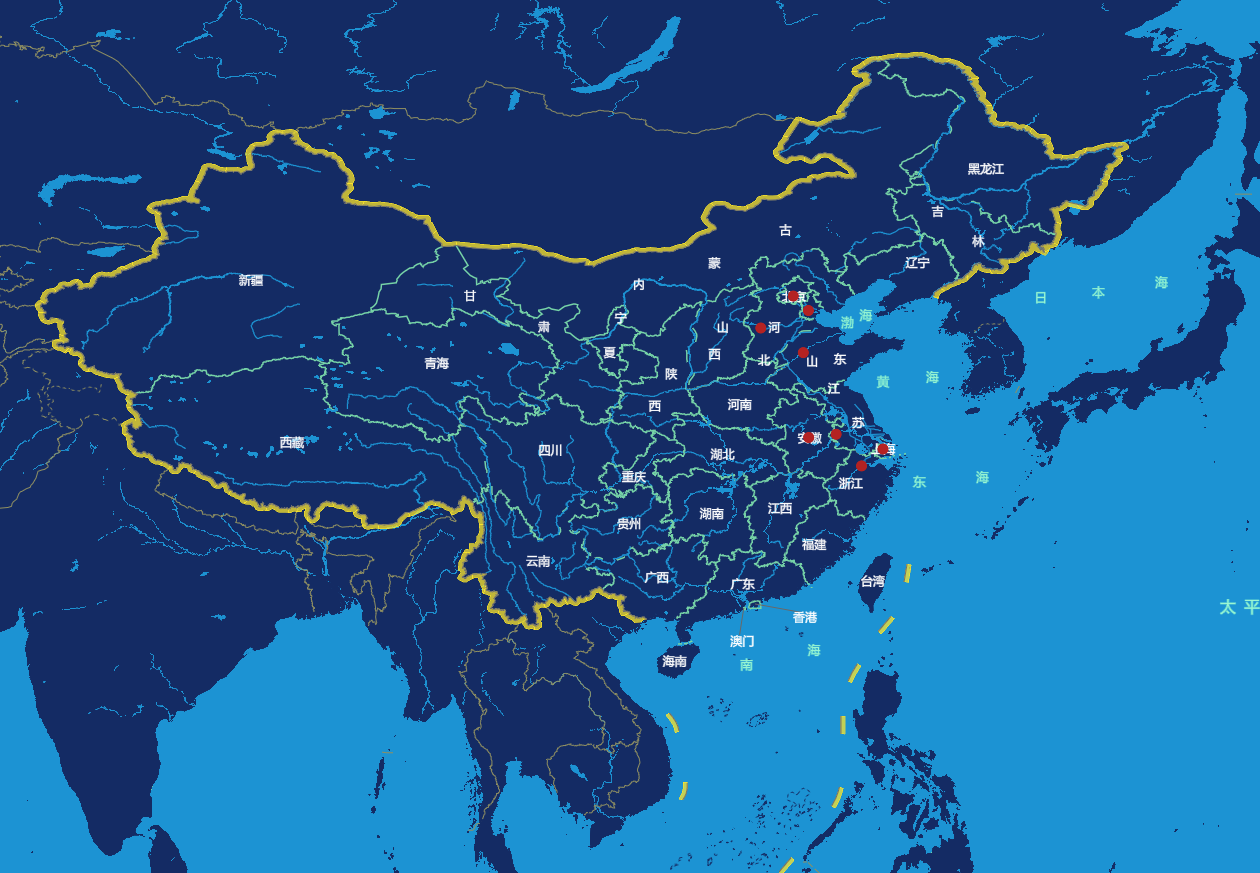 黑龙江
吉
林
辽宁
古
蒙
内
新疆
甘
肃
宁
夏
青海
北京
河
北
山
西
山
东
渤
海
日
本
海
黄
海
陕
西
河南
江
苏
西藏
四川
重庆
湖北
安徽
上海
浙江
东
海
贵州
湖南
江西
福建
云南
广西
广东
台湾
香港
澳门
海南
南
海
太
平